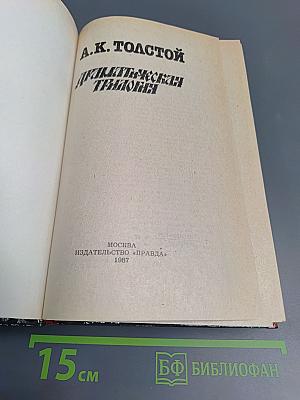 А.К. ТОЛСТОЙ
ДРАМАТИЧЕСКАЯ
ТРИЛОГИЯ
МОСКВА
ИЗДАТЕЛЬСТВО «ПРАВДА»
1987
15 см
БФ БИБЛИОФАН